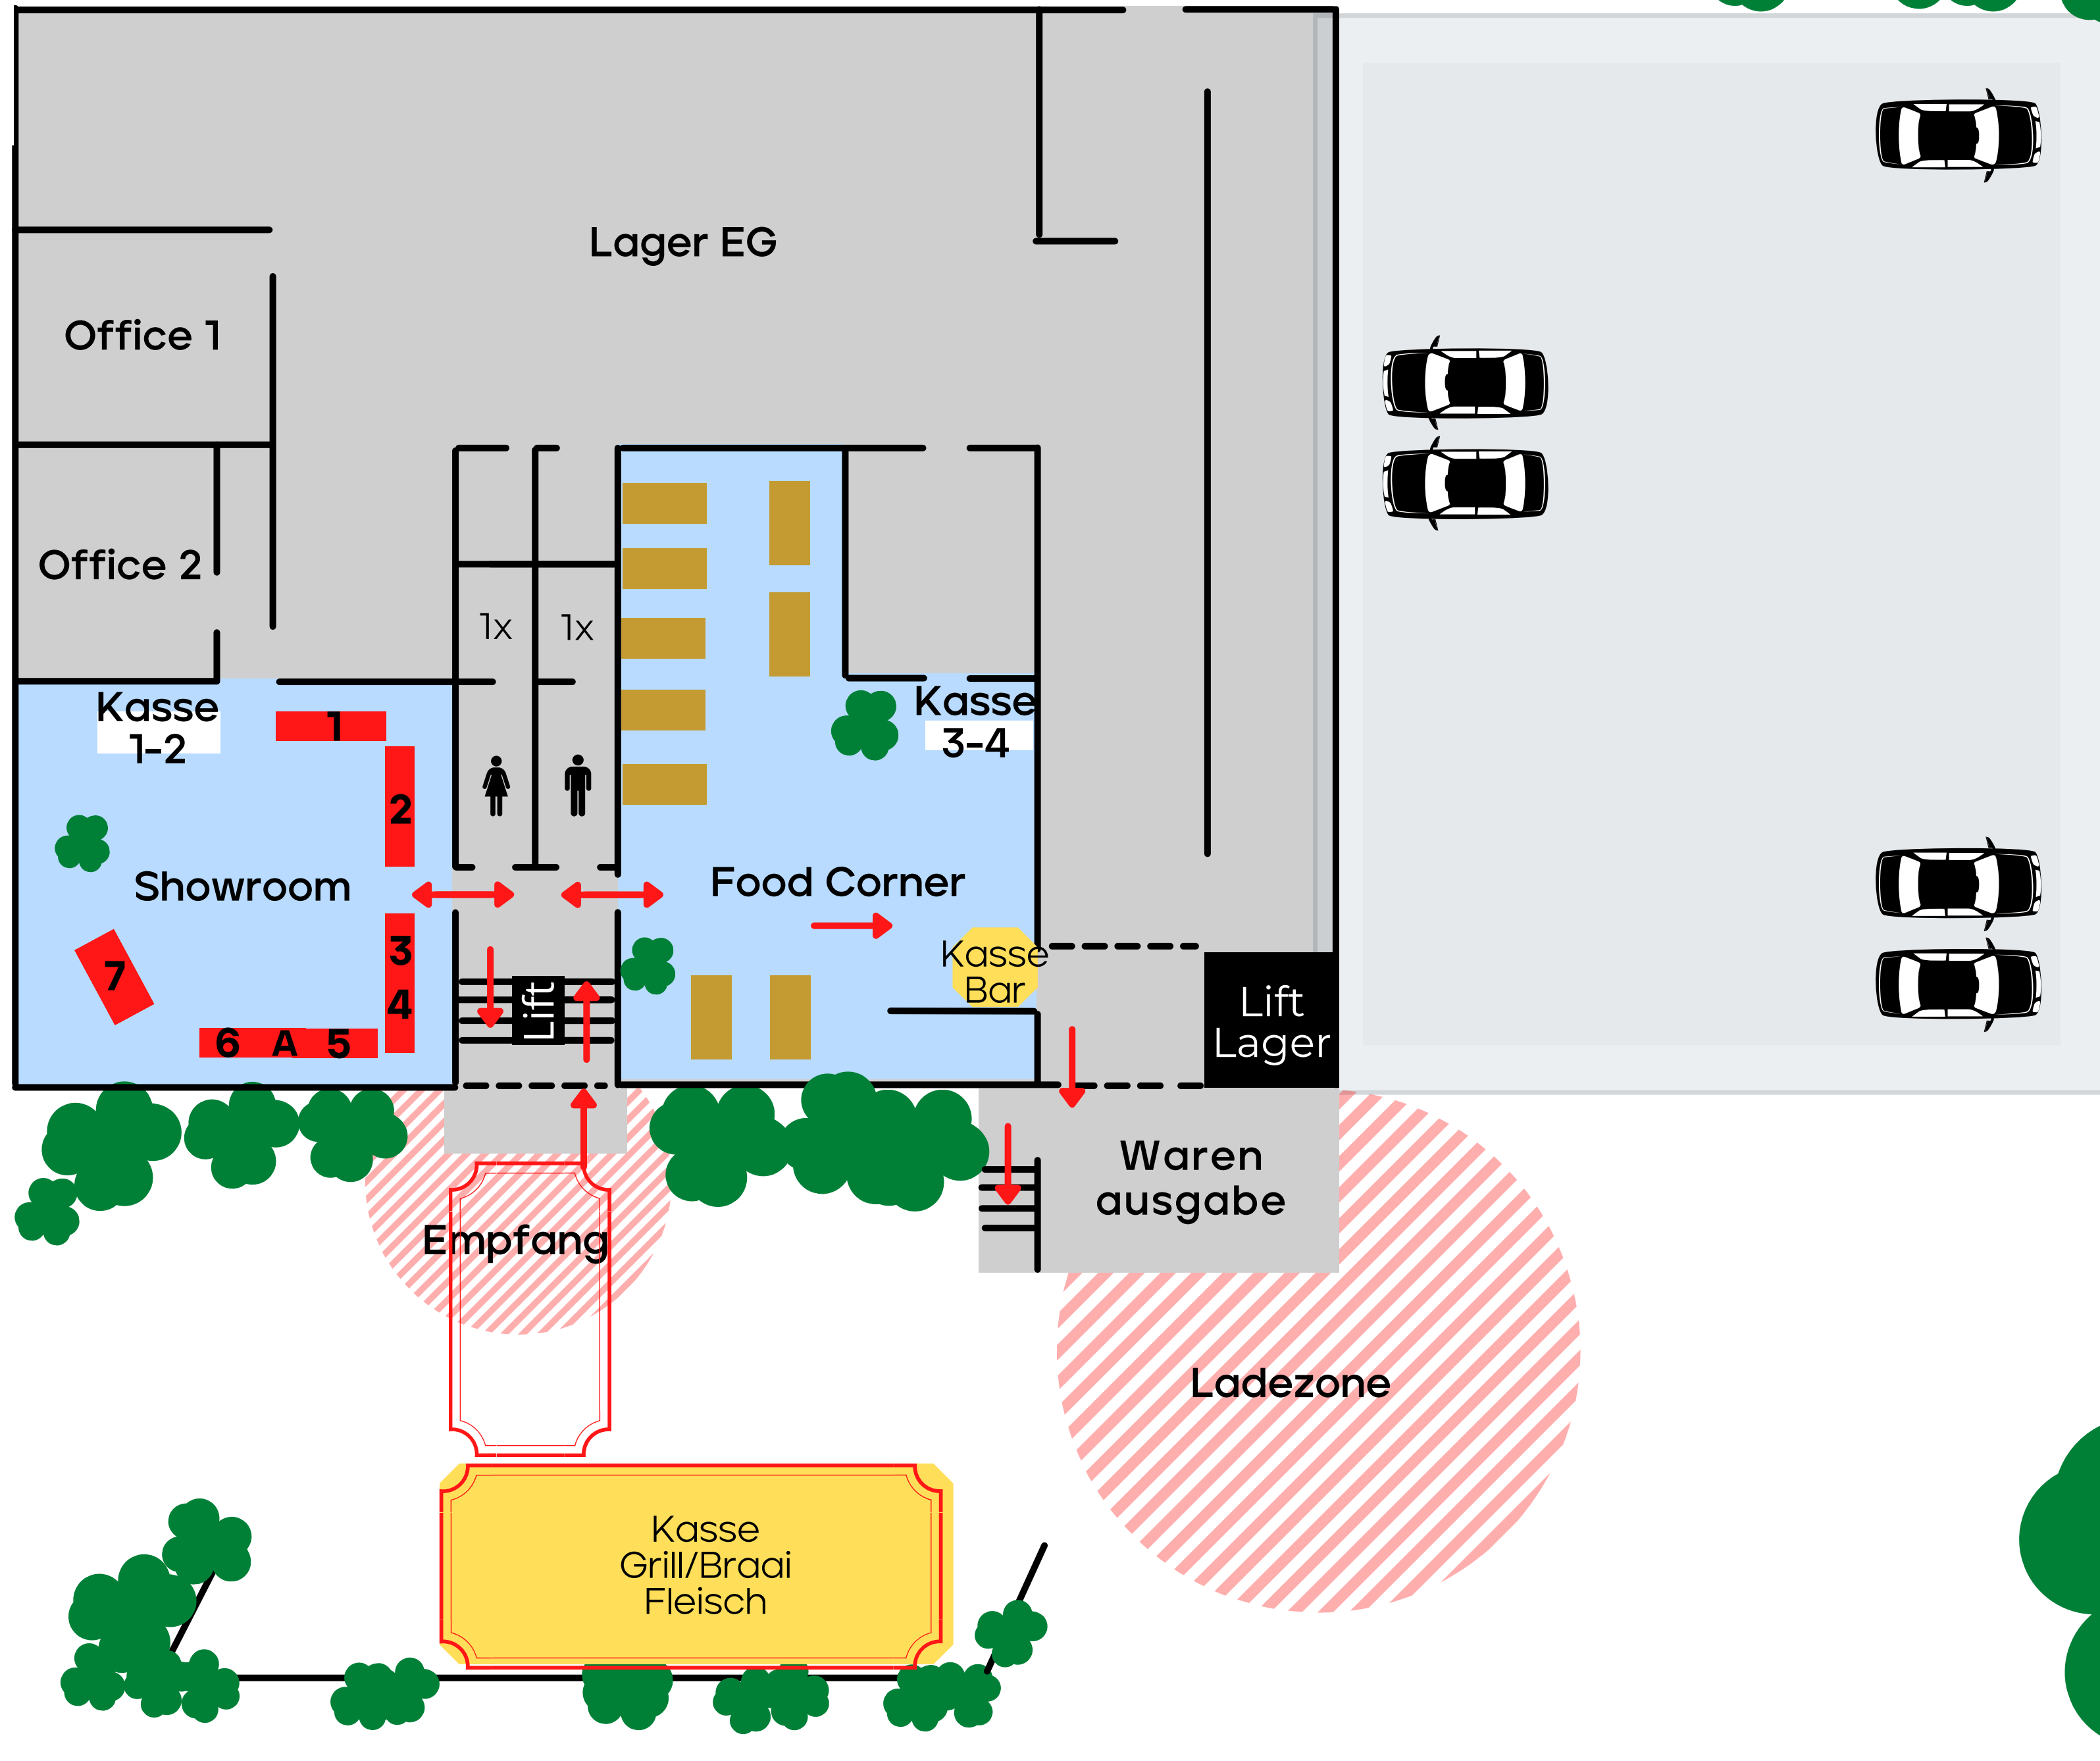 Lager EG
Office 1
Office 2
1x
1x
Kasse
1-2
1
2
Showroom
3
4
7
6
A
5
Kasse
3-4
Food Corner
Kasse
Bar
Lift
Lift
Lager
Waren
ausgabe
Empfang
Ladezone
Kasse
Grill/Braai
Fleisch